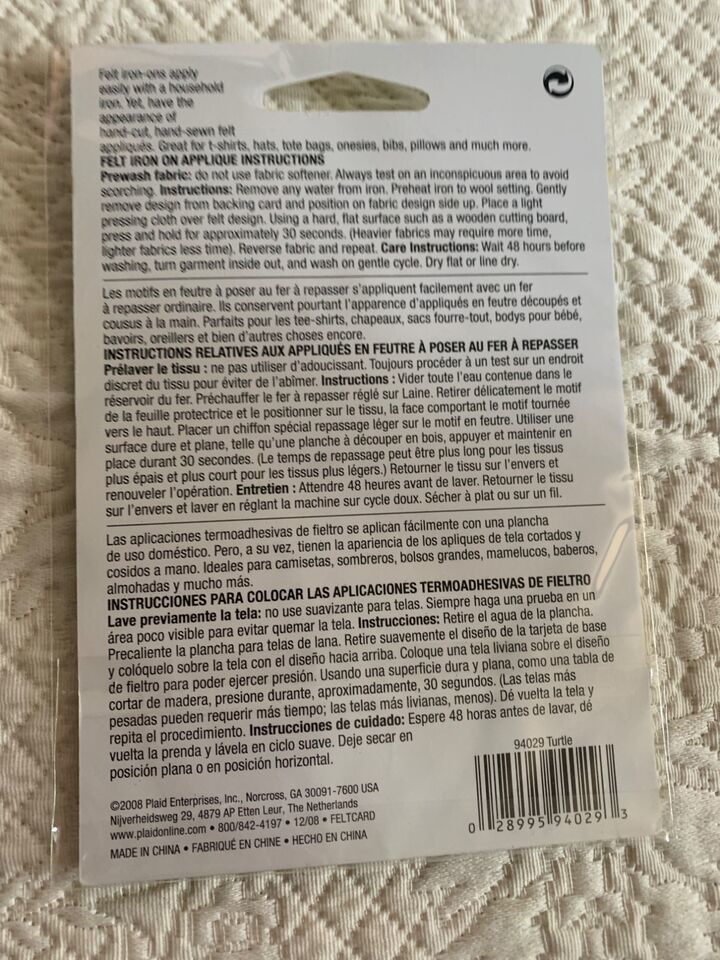 Felt iron-ons apply
easily with a household
iron. Yet, have the
appearance of
hand-cut, hand-sewn felt
appliqués. Great for t-shirts, hats, tote bags, onesies, bibs, pillows and much more.
FELT IRON ON APPLIQUE INSTRUCTIONS
Prewash fabric: do not use fabric softener. Always test on an inconspicuous area to avoid
scorching. Instructions: Remove any water from iron. Preheat iron to wool setting. Gently
remove design from backing card and position on fabric design side up. Place a light
pressing cloth over felt design. Using a hard, flat surface such as a wooden cutting board,
press and hold for approximately 30 seconds. (Heavier fabrics may require more time,
lighter fabrics less time). Reverse fabric and repeat. Care Instructions: Wait 48 hours before
washing, turn garment inside out, and wash on gentle cycle. Dry flat or line dry.
Les motifs en feutre à poser au fer à repasser s'appliquent facilement avec un fer
à repasser ordinaire. Ils conservent pourtant l'apparence d'appliqués en feutre découpés et
cousus à la main. Parfaits pour les tee-shirts, chapeaux, sacs fourre-tout, bodys pour bébé,
bavoirs, oreillers et bien d'autres choses encore.
INSTRUCTIONS RELATIVES AUX APPLIQUÉS EN FEUTRE À POSER AU FER À REPASSER
Prélaver le tissu : ne pas utiliser d'adoucissant. Toujours procéder à un test sur un endroit
discret du tissu pour éviter de l'abîmer. Instructions : Vider toute l'eau contenue dans le
réservoir du fer. Préchauffer le fer à repasser réglé sur Laine. Retirer délicatement le motif
de la feuille protectrice et le positionner sur le tissu, la face comportant le motif tournée
vers le haut. Placer un chiffon spécial repassage léger sur le motif en feutre. Utiliser une
surface dure et plane, telle qu'une planche à découper en bois, appuyer et maintenir en
place durant 30 secondes. (Le temps de repassage peut être plus long pour les tissus
plus épais et plus court pour les tissus plus légers.) Retourner le tissu sur l'envers et
renouveler l'opération. Entretien : Attendre 48 heures avant de laver. Retourner le tissu
sur l'envers et laver en réglant la machine sur cycle doux. Sécher à plat ou sur un fil.
Las aplicaciones termoadhesivas de fieltro se aplican fácilmente con una plancha
de uso doméstico. Pero, a su vez, tienen la apariencia de los apliques de tela cortados y
cosidos a mano. Ideales para camisetas, sombreros, bolsos grandes, mamelucos, baberos,
almohadas y mucho más.
INSTRUCCIONES PARA COLOCAR LAS APLICACIONES TERMOADHESIVAS DE FIELTRO
Lave previamente la tela: no use suavizante para telas. Siempre haga una prueba en un
área poco visible para evitar quemar la tela. Instrucciones: Retire el agua de la plancha.
Precaliente la plancha para telas de lana. Retire suavemente el diseño de la tarjeta de base
y colóquelo sobre la tela con el diseño hacia arriba. Coloque una tela liviana sobre el diseño
de fieltro para poder ejercer presión. Usando una superficie dura y plana, como una tabla de
cortar de madera, presione durante, aproximadamente, 30 segundos. (Las telas más
pesadas pueden requerir más tiempo; las telas más livianas, menos). Dé vuelta la tela y
repita el procedimiento. Instrucciones de cuidado: Espere 48 horas antes de lavar, dé
vuelta la prenda y lávela en ciclo suave. Deje secar en
posición plana o en posición horizontal.
94029 Turtle
0 28995 94029 3
©2008 Plaid Enterprises, Inc., Norcross, GA 30091-7600 USA
Nijverheidsweg 29, 4879 AP Etten Leur, The Netherlands
www.plaidonline.com • 800/842-4197 • 12/08 • FELTCARD
MADE IN CHINA • FABRIQUÉ EN CHINE • HECHO EN CHINA